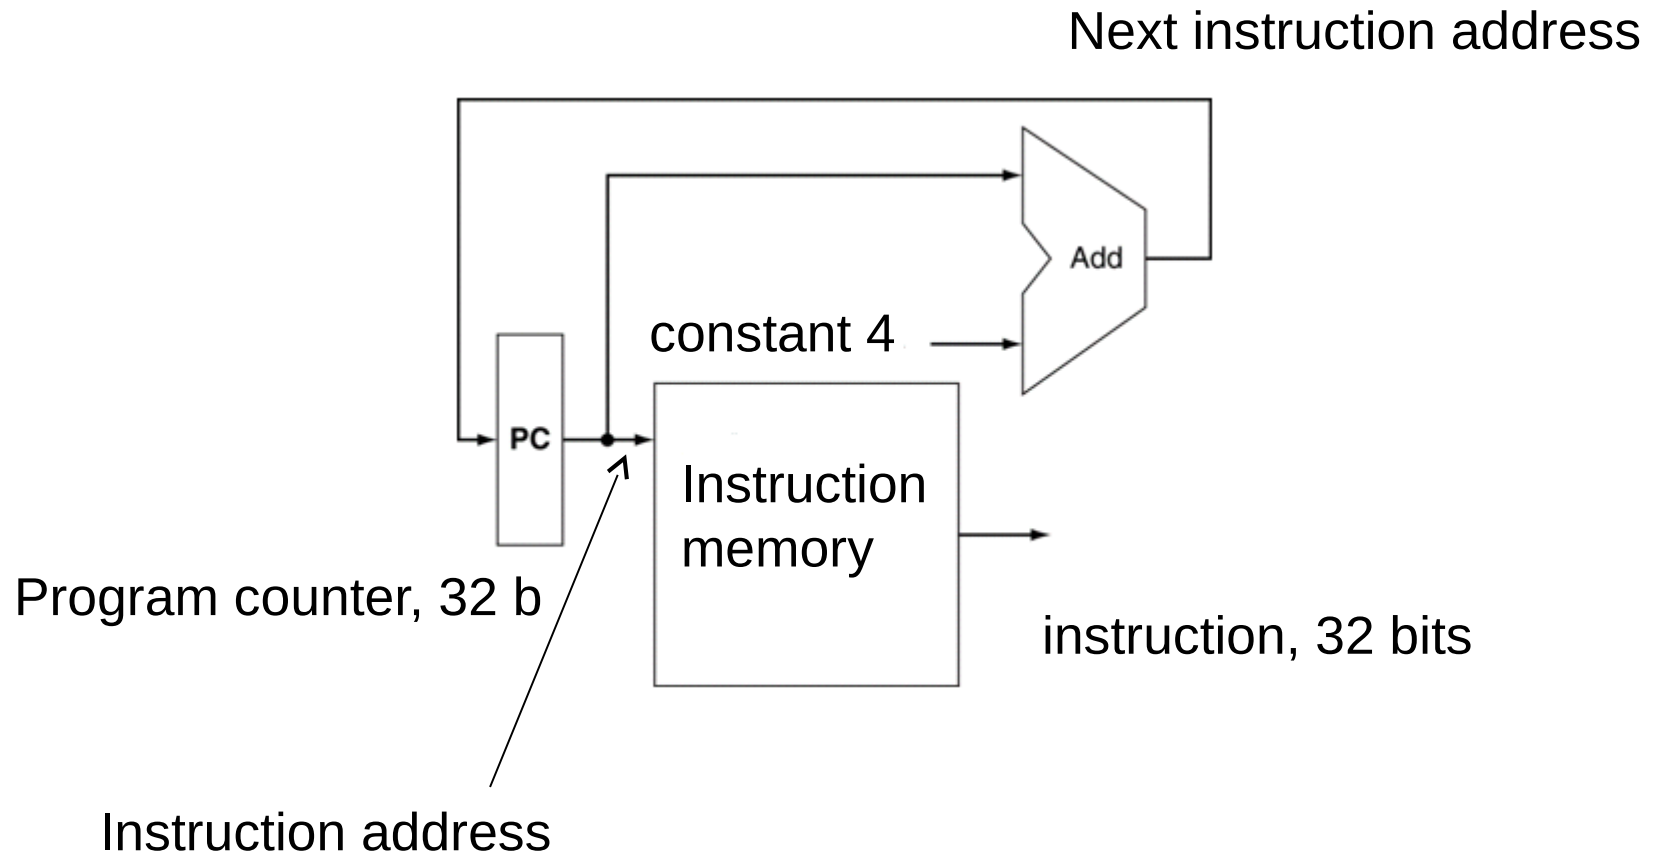 Next instruction address
Add
constant 4
PC
Instruction
memory
Program counter, 32 b
instruction, 32 bits
Instruction address